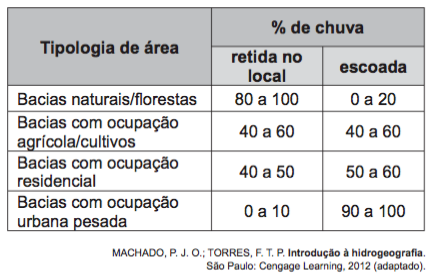 Tipologia de área
% de chuva
retida no
local
escoada
Bacias naturais/florestas
80 a 100
0 a 20
Bacias com ocupação
agrícola/cultivos
40 a 60
40 a 60
Bacias com ocupação
residencial
40 a 50
50 a 60
Bacias com ocupação
urbana pesada
0 a 10
90 a 100
MACHADO, P. J. O.; TORRES, F. T. P. Introdução à hidrogeografia.
São Paulo: Cengage Learning, 2012 (adaptado).